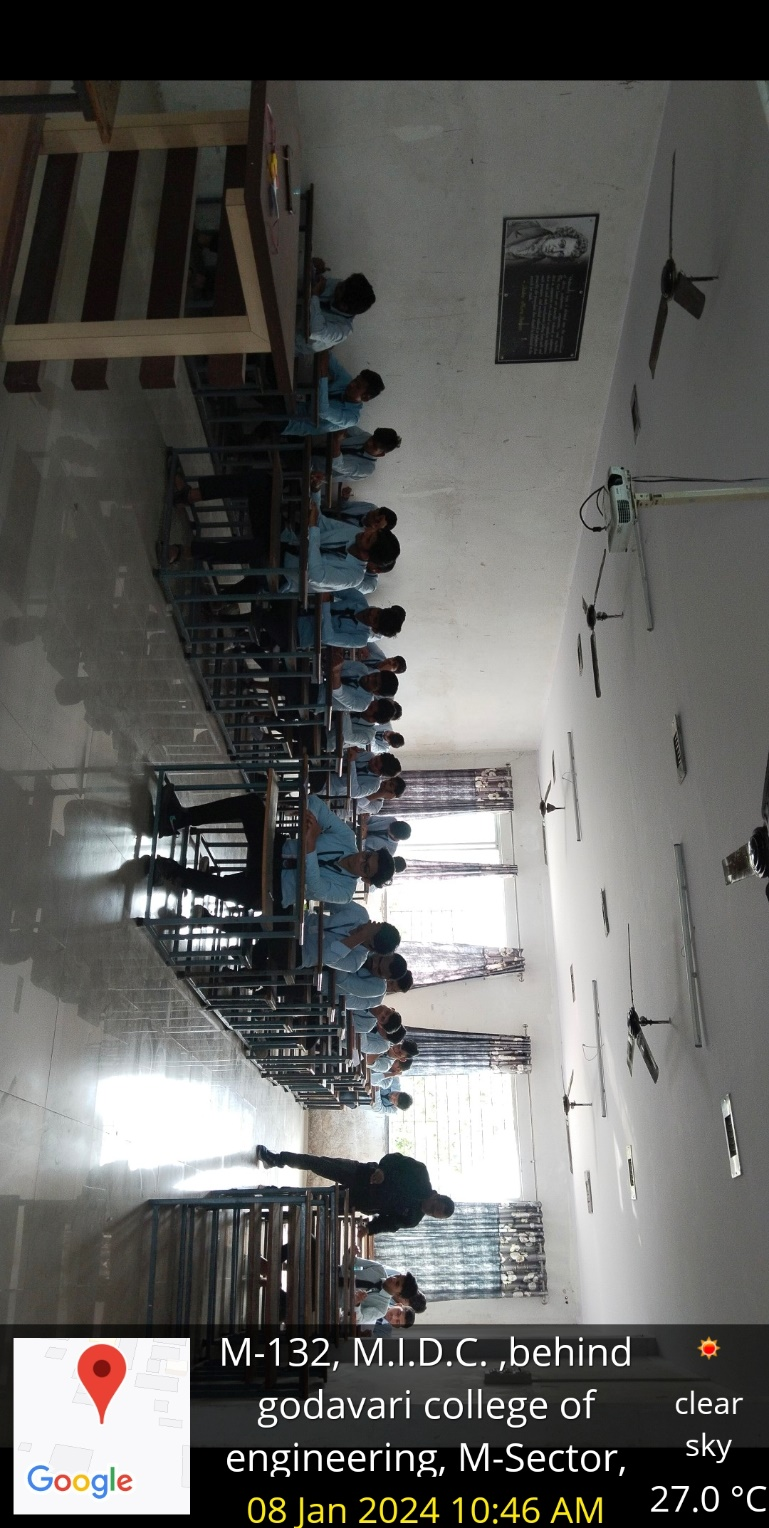 M-132, M.I.D.C. ,behind
godavari college of
engineering, M-Sector,
08 Jan 2024 10:46 AM
clear
sky
27.0 °C
Google